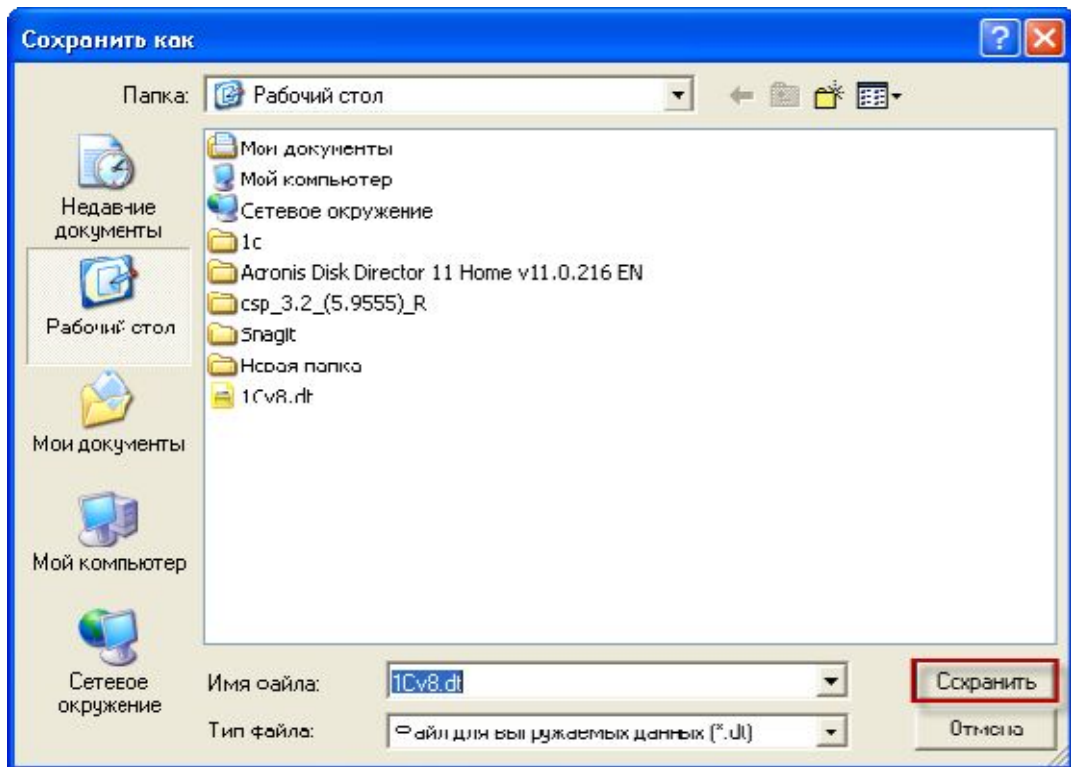 Сохранить как
Папка:
Рабочий стол
Мои документы
Мой компьютер
Сетевое окружение
1c
Acronis Disk Director 11 Home v11.0.216 EN
csp_3.2_(5.9555)_R
SnagIt
Новая папка
1Cv8.dt
Недавние
документы
Рабочий стол
Мои документы
Мой компьютер
Сетевое
окружение
Имя файла:
1Cv8.dt
Сохранить
Тип файла:
Файл для выгружаемых данных (*.dt)
Отмена